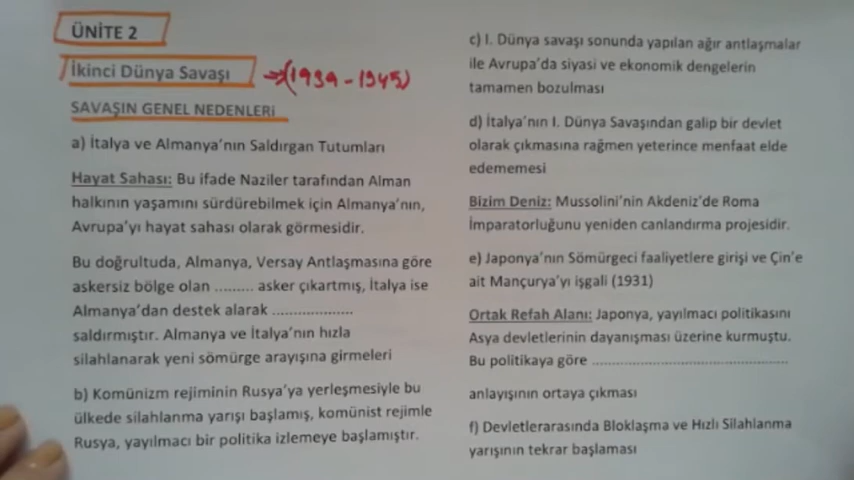 ÜNİTE 2
İkinci Dünya Savaşı →(1939-1945)
SAVAŞIN GENEL NEDENLERİ
a) İtalya ve Almanya'nın Saldırgan Tutumları
Hayat Sahası: Bu ifade Naziler tarafından Alman
halkının yaşamını sürdürebilmek için Almanya'nın,
Avrupa'yı hayat sahası olarak görmesidir.
Bu doğrultuda, Almanya, Versay Antlaşmasına göre
askersiz bölge olan ......... asker çıkartmış, İtalya ise
Almanya'dan destek alarak ...................
saldırmıştır. Almanya ve İtalya'nın hızla
silahlanarak yeni sömürge arayışına girmeleri
b) Komünizm rejiminin Rusya'ya yerleşmesiyle bu
ülkede silahlanma yarışı başlamış, komünist rejimle
Rusya, yayılmacı bir politika izlemeye başlamıştır.
c) I. Dünya savaşı sonunda yapılan ağır antlaşmalar
ile Avrupa'da siyasi ve ekonomik dengelerin
tamamen bozulması
d) İtalya'nın I. Dünya Savaşından galip bir devlet
olarak çıkmasına rağmen yeterince menfaat elde
edememesi
Bizim Deniz: Mussolini'nin Akdeniz'de Roma
İmparatorluğunu yeniden canlandırma projesidir.
e) Japonya'nın Sömürgeci faaliyetlere girişi ve Çin'e
ait Mançurya'yı işgali (1931)
Ortak Refah Alanı: Japonya, yayılmacı politikasını
Asya devletlerinin dayanışması üzerine kurmuştu.
Bu politikaya göre ..............................................
anlayışının ortaya çıkması
f) Devletlerarasında Bloklaşma ve Hızlı Silahlanma
yarışının tekrar başlaması